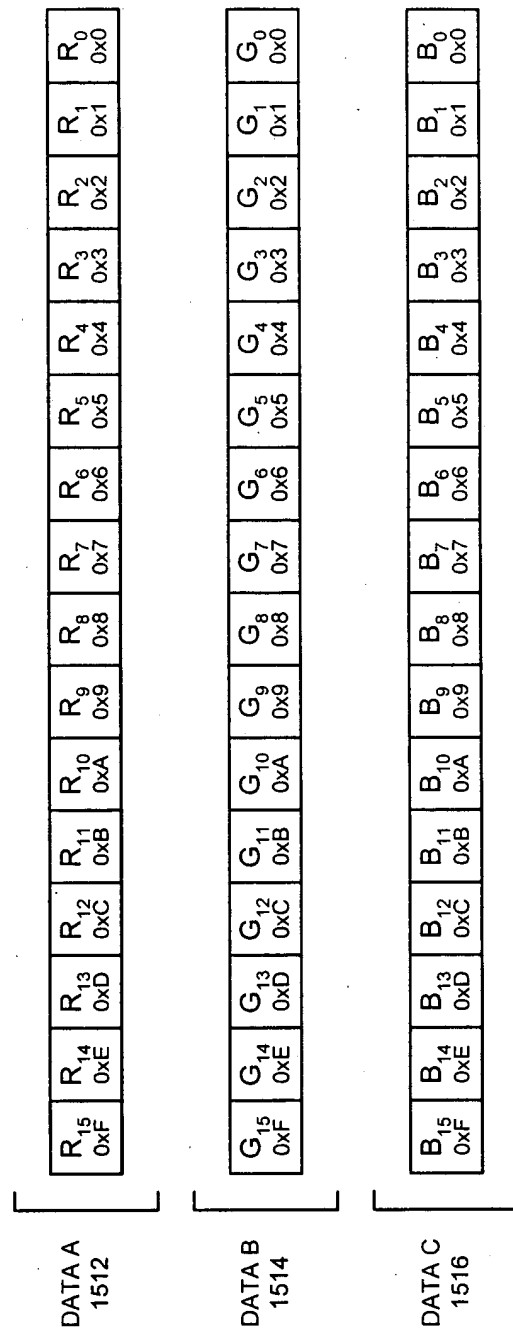 DATA A
1512
R15 R14 R13 R12 R11 R10 R9 R8 R7 R6 R5 R4 R3 R2 R1 R0
0xF 0xE 0xD 0xC 0xB 0xA 0x9 0x8 0x7 0x6 0x5 0x4 0x3 0x2 0x1 0x0
DATA B
1514
G15 G14 G13 G12 G11 G10 G9 G8 G7 G6 G5 G4 G3 G2 G1 G0
0xF 0xE 0xD 0xC 0xB 0xA 0x9 0x8 0x7 0x6 0x5 0x4 0x3 0x2 0x1 0x0
DATA C
1516
B15 B14 B13 B12 B11 B10 B9 B8 B7 B6 B5 B4 B3 B2 B1 B0
0xF 0xE 0xD 0xC 0xB 0xA 0x9 0x8 0x7 0x6 0x5 0x4 0x3 0x2 0x1 0x0